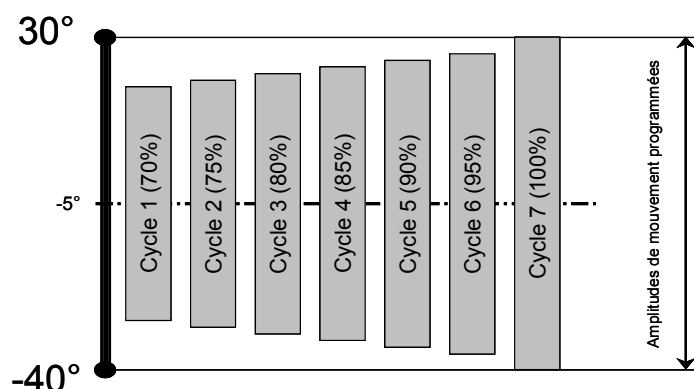 30°
Cycle 1 (70%)
Cycle 2 (75%)
Cycle 3 (80%)
Cycle 4 (85%)
Cycle 5 (90%)
Cycle 6 (95%)
Cycle 7 (100%)
Amplitudes de mouvement programmées
-5°
-40°